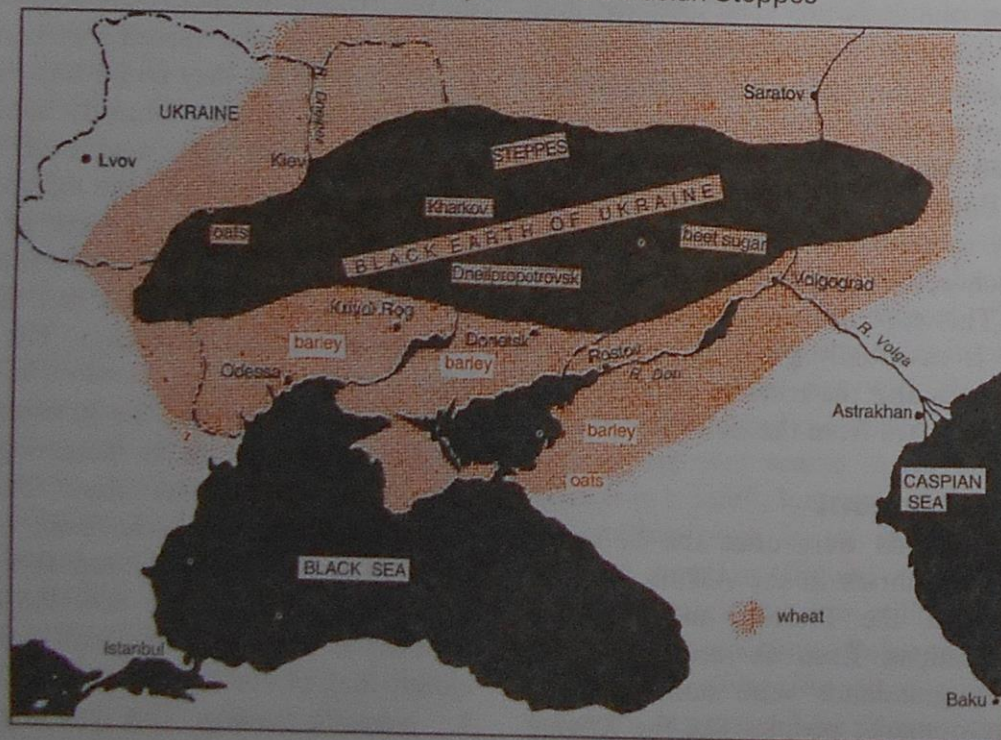 Steppes
Saratov
UKRAINE
R. Dnieper
Lvov
Kiev
STEPPES
Kharkov
BLACK EARTH OF UKRAINE
oats
beet sugar
Dneilpropotrovsk
Volgograd
Krivoi Rog
barley
Donetsk
barley
Rostov
R. Volga
Odessa
R. Don
Astrakhan
barley
oats
CASPIAN
SEA
BLACK SEA
wheat
Istanbul
Baku